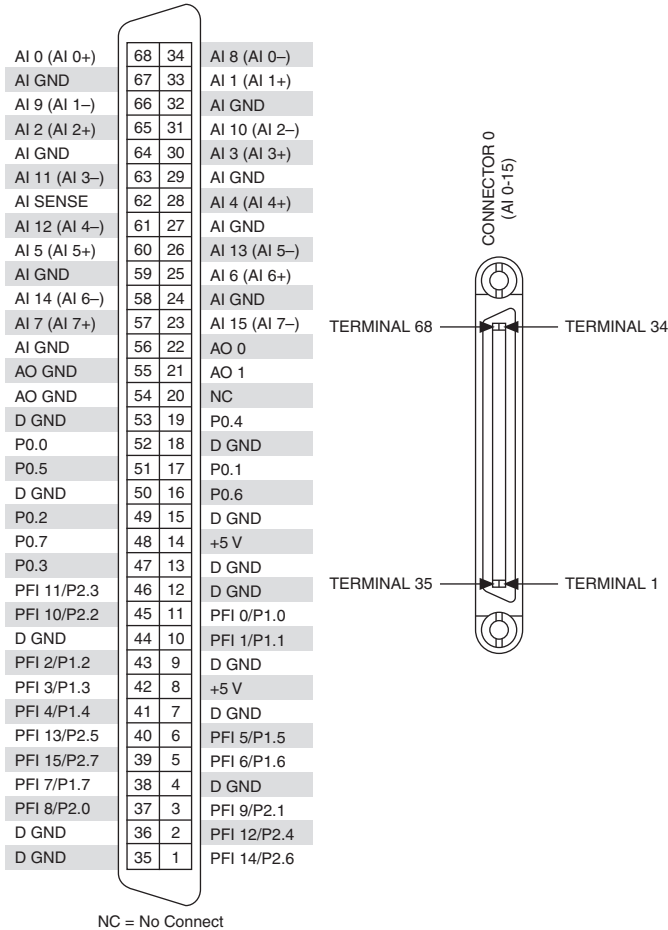 AI 0 (AI 0+) 68 34 AI 8 (AI 0–)
AI GND 67 33 AI 1 (AI 1+)
AI 9 (AI 1–) 66 32 AI GND
AI 2 (AI 2+) 65 31 AI 10 (AI 2–)
AI GND 64 30 AI 3 (AI 3+)
AI 11 (AI 3–) 63 29 AI GND
AI SENSE 62 28 AI 4 (AI 4+)
AI 12 (AI 4–) 61 27 AI GND
AI 5 (AI 5+) 60 26 AI 13 (AI 5–)
AI GND 59 25 AI 6 (AI 6+)
AI 14 (AI 6–) 58 24 AI GND
AI 7 (AI 7+) 57 23 AI 15 (AI 7–)
AI GND 56 22 AO 0
AO GND 55 21 AO 1
AO GND 54 20 NC
D GND 53 19 P0.4
P0.0 52 18 D GND
P0.5 51 17 P0.1
D GND 50 16 P0.6
P0.2 49 15 D GND
P0.7 48 14 +5 V
P0.3 47 13 D GND
PFI 11/P2.3 46 12 D GND
PFI 10/P2.2 45 11 PFI 0/P1.0
D GND 44 10 PFI 1/P1.1
PFI 2/P1.2 43 9 D GND
PFI 3/P1.3 42 8 +5 V
PFI 4/P1.4 41 7 D GND
PFI 13/P2.5 40 6 PFI 5/P1.5
PFI 15/P2.7 39 5 PFI 6/P1.6
PFI 7/P1.7 38 4 D GND
PFI 8/P2.0 37 3 PFI 9/P2.1
D GND 36 2 PFI 12/P2.4
D GND 35 1 PFI 14/P2.6
NC = No Connect
CONNECTOR 0
(AI 0-15)
TERMINAL 68 TERMINAL 34
TERMINAL 35 TERMINAL 1